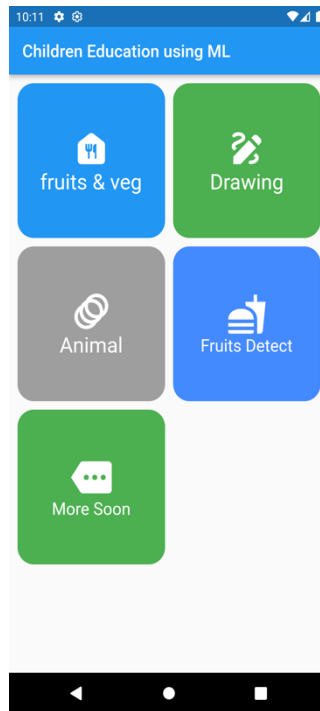 10:11
Children Education using ML
fruits & veg
Drawing
Animal
Fruits Detect
More Soon